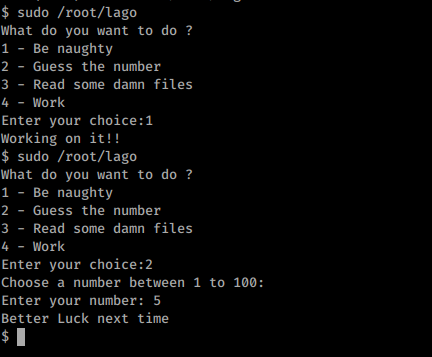 $ sudo /root/lago
What do you want to do ?
1 - Be naughty
2 - Guess the number
3 - Read some damn files
4 - Work
Enter your choice:1
Working on it!!
$ sudo /root/lago
What do you want to do ?
1 - Be naughty
2 - Guess the number
3 - Read some damn files
4 - Work
Enter your choice:2
Choose a number between 1 to 100:
Enter your number: 5
Better Luck next time
$